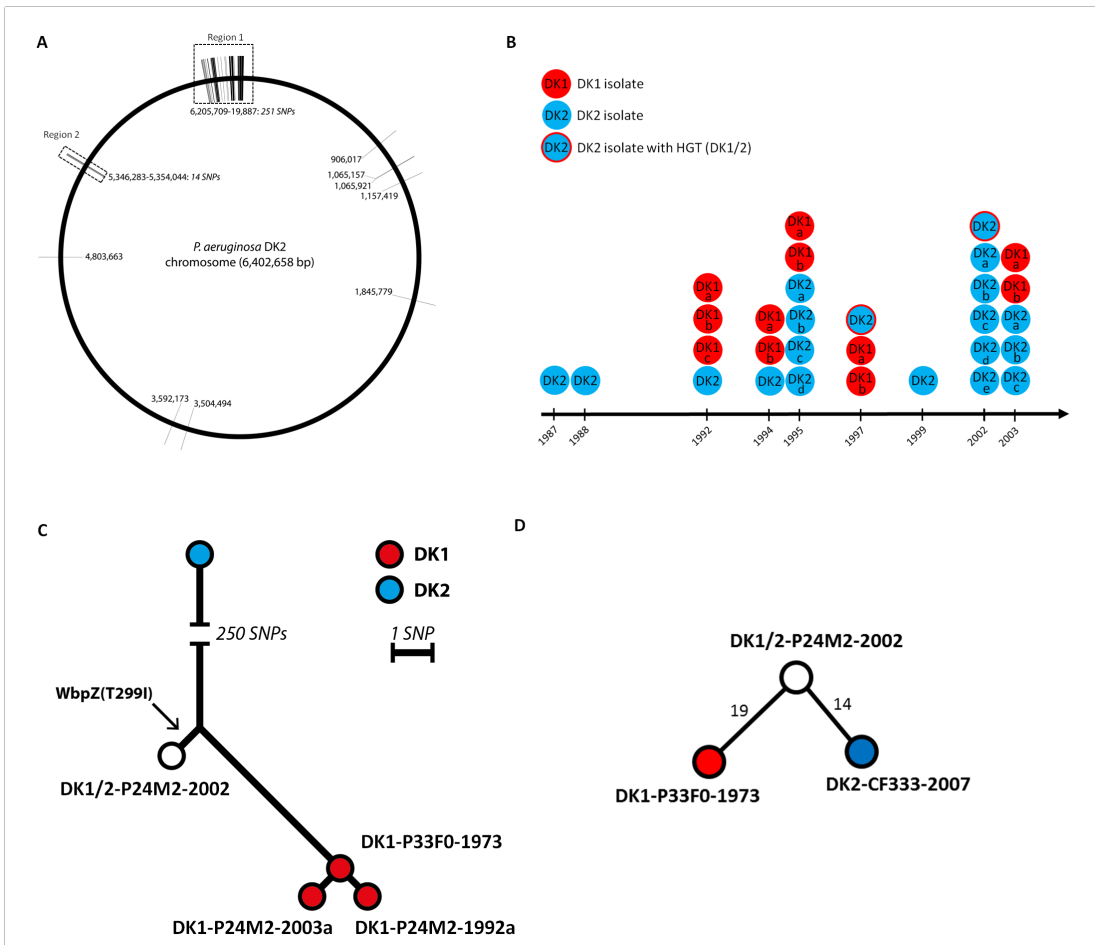 A
Region 1
6,205,709-19,887: 251 SNPs
Region 2
5,346,283-5,354,044: 14 SNPs
906,017
1,065,157
1,065,921
1,157,419
4,803,663
P. aeruginosa DK2
chromosome (6,402,658 bp)
1,845,779
3,592,173
3,504,494
B
DK1 DK1 isolate
DK2 DK2 isolate
DK2 DK2 isolate with HGT (DK1/2)
DK2
DK2
DK1
a
DK1
b
DK1
c
DK2
DK1
a
DK1
b
DK2
DK1
a
DK1
b
DK2
a
DK2
b
DK2
c
DK2
d
DK2
DK1
a
DK1
b
DK2
DK2
DK2
a
DK2
b
DK2
c
DK2
d
DK2
e
DK1
a
DK1
b
DK2
a
DK2
b
DK2
c
1987
1988
1992
1994
1995
1997
1999
2002
2003
C
DK1
DK2
250 SNPs
1 SNP
WbpZ(T299I)
DK1/2-P24M2-2002
DK1-P33F0-1973
DK1-P24M2-2003a
DK1-P24M2-1992a
D
DK1/2-P24M2-2002
19
14
DK1-P33F0-1973
DK2-CF333-2007